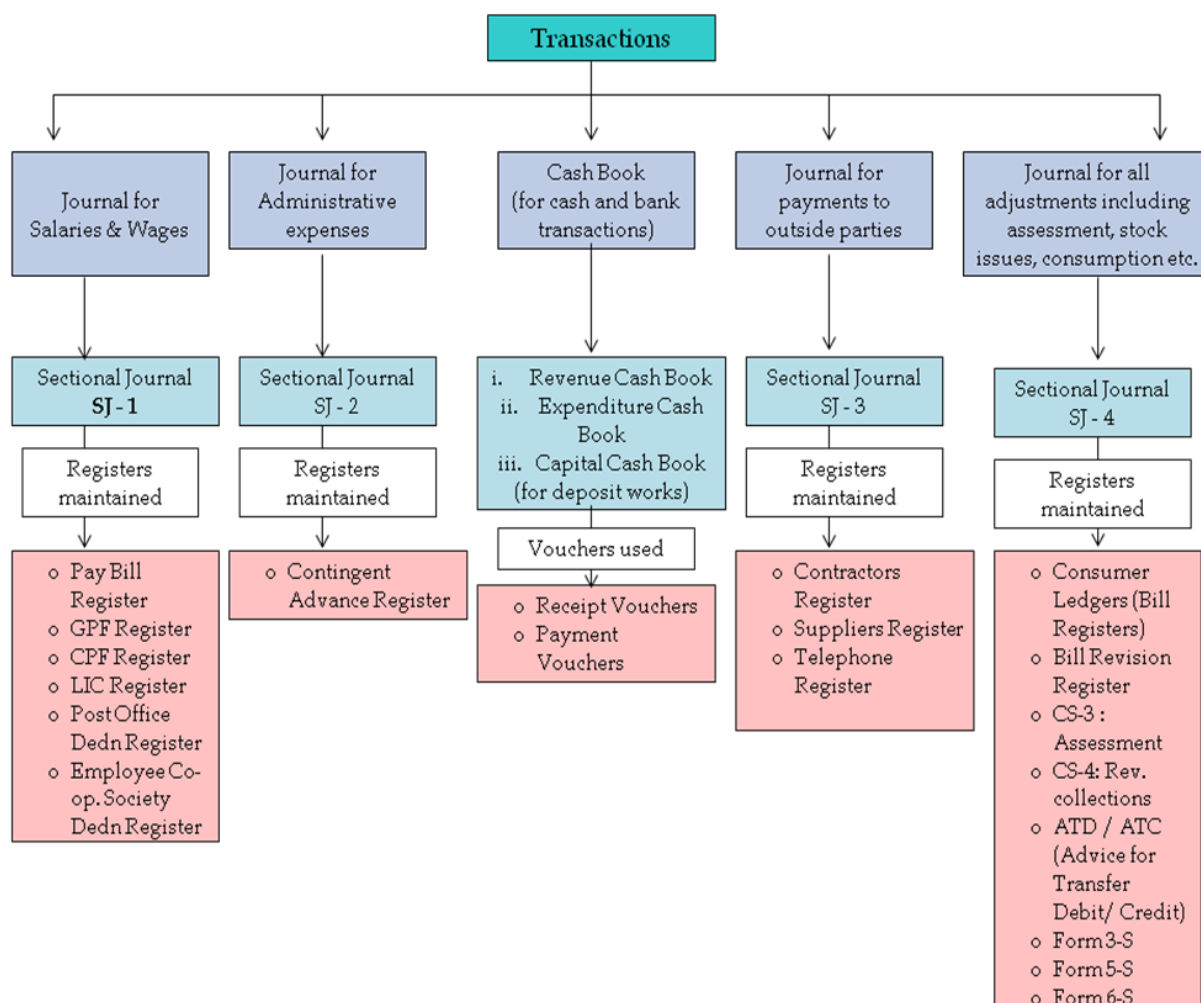 Transactions
Journal for
Salaries & Wages
Journal for
Administrative
expenses
Cash Book
(for cash and bank
transactions)
Journal for
payments to
outside parties
Journal for all
adjustments including
assessment, stock
issues, consumption etc.
Sectional Journal
SJ - 1
Sectional Journal
SJ - 2
i. Revenue Cash Book
ii. Expenditure Cash
Book
iii. Capital Cash Book
(for deposit works)
Sectional Journal
SJ - 3
Sectional Journal
SJ - 4
Registers
maintained
Registers
maintained
Vouchers used
Registers
maintained
Registers
maintained
o Pay Bill
Register
o GPF Register
o CPF Register
o LIC Register
o Post Office
Dedn Register
o Employee Co-
op. Society
Dedn Register
o Contingent
Advance Register
o Receipt Vouchers
o Payment
Vouchers
o Contractors
Register
o Suppliers Register
o Telephone
Register
o Consumer
Ledgers (Bill
Registers)
o Bill Revision
Register
o CS-3 :
Assessment
o CS-4: Rev.
collections
o ATD / ATC
(Advice for
Transfer
Debit/ Credit)
o Form 3-S
o Form 5-S
o Form 6-S